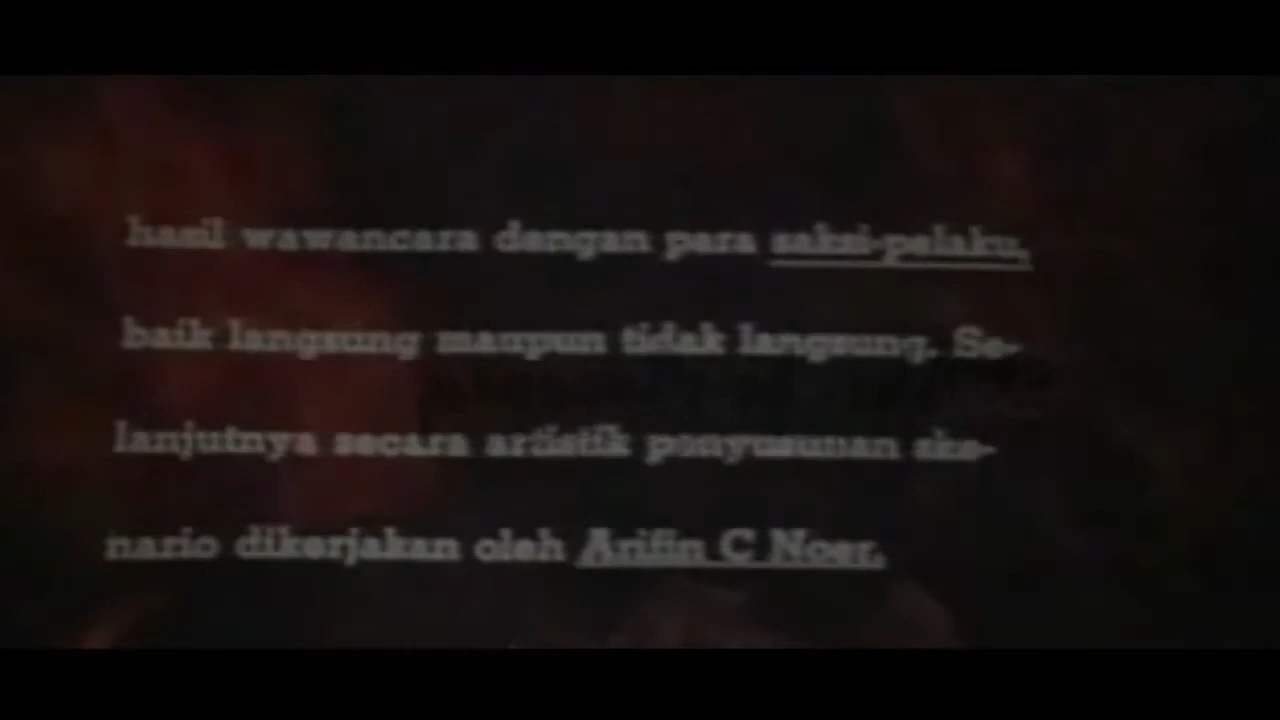 hasil wawancara dengan para saksi-pelaku,
baik langsung maupun tidak langsung. Se-
lanjutnya secara artistik penyusunan ske-
nario dikerjakan oleh Arifin C Noer.